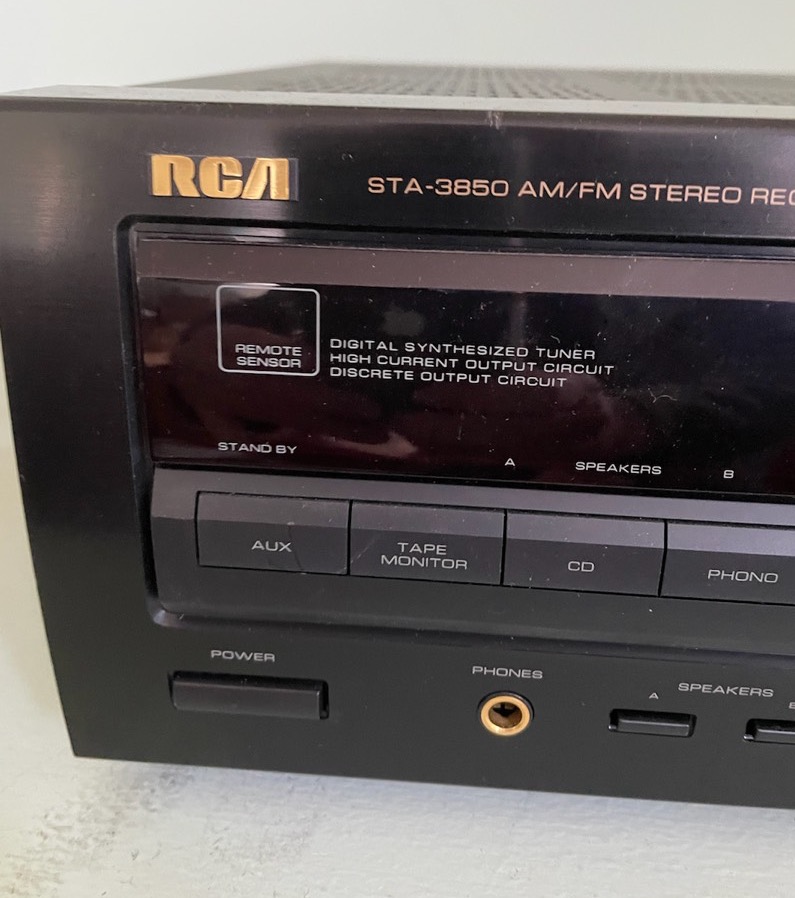 RCA
STA-3850 AM/FM STEREO REC
REMOTE
SENSOR
DIGITAL SYNTHESIZED TUNER
HIGH CURRENT OUTPUT CIRCUIT
DISCRETE OUTPUT CIRCUIT
STAND BY
A SPEAKERS B
AUX
TAPE
MONITOR
CD
PHONO
POWER
PHONES
A SPEAKERS